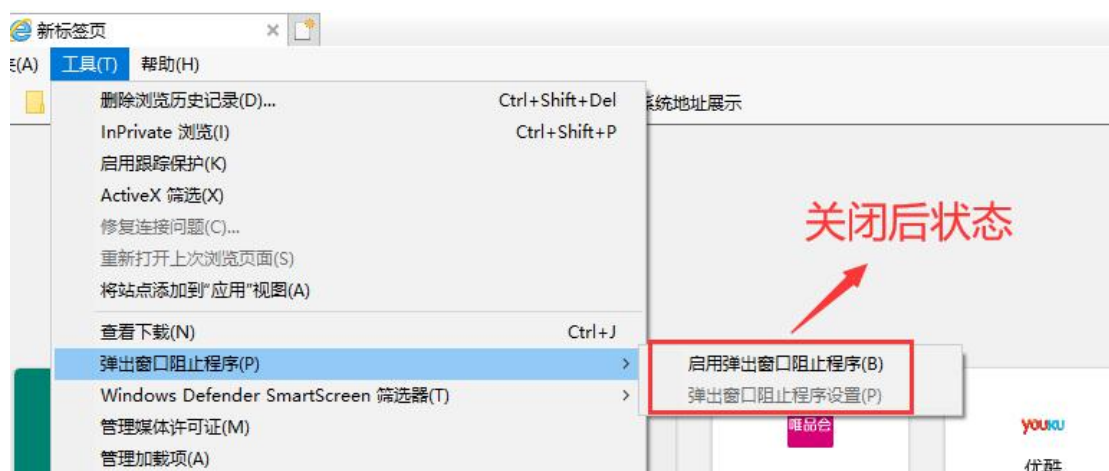 新标签页
(A) 工具(T) 帮助(H)
删除浏览历史记录(D)... Ctrl+Shift+Del
系统地址展示
InPrivate 浏览(I) Ctrl+Shift+P
启用跟踪保护(K)
ActiveX 筛选(X)
修复连接问题(C)...
重新打开上次浏览页面(S)
将站点添加到“应用”视图(A)
关闭后状态
查看下载(N) Ctrl+J
弹出窗口阻止程序(P)
启用弹出窗口阻止程序(B)
弹出窗口阻止程序设置(P)
Windows Defender SmartScreen 筛选器(T)
管理媒体许可证(M)
管理加载项(A)
唯品会
YOUKU
优酷